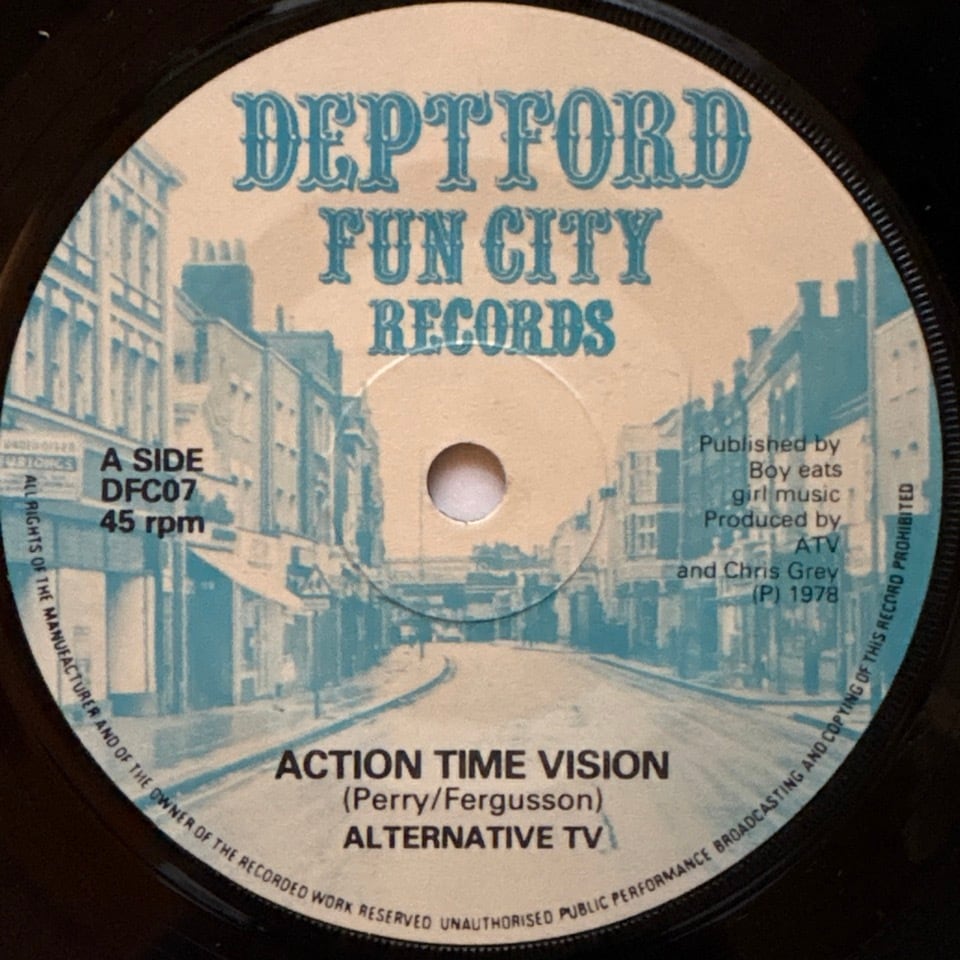 DEPTFORD
FUN CITY
RECORDS
A SIDE
DFC07
45 rpm
Published by
Boy eats
girl music
Produced by
ATV
and Chris Grey
(P) 1978
ACTION TIME VISION
(Perry/Fergusson)
ALTERNATIVE TV
ALL RIGHTS OF THE MANUFACTURER AND OF THE OWNER OF THE RECORDED WORK RESERVED UNAUTHORISED PUBLIC PERFORMANCE BROADCASTING AND COPYING OF THIS RECORD PROHIBITED